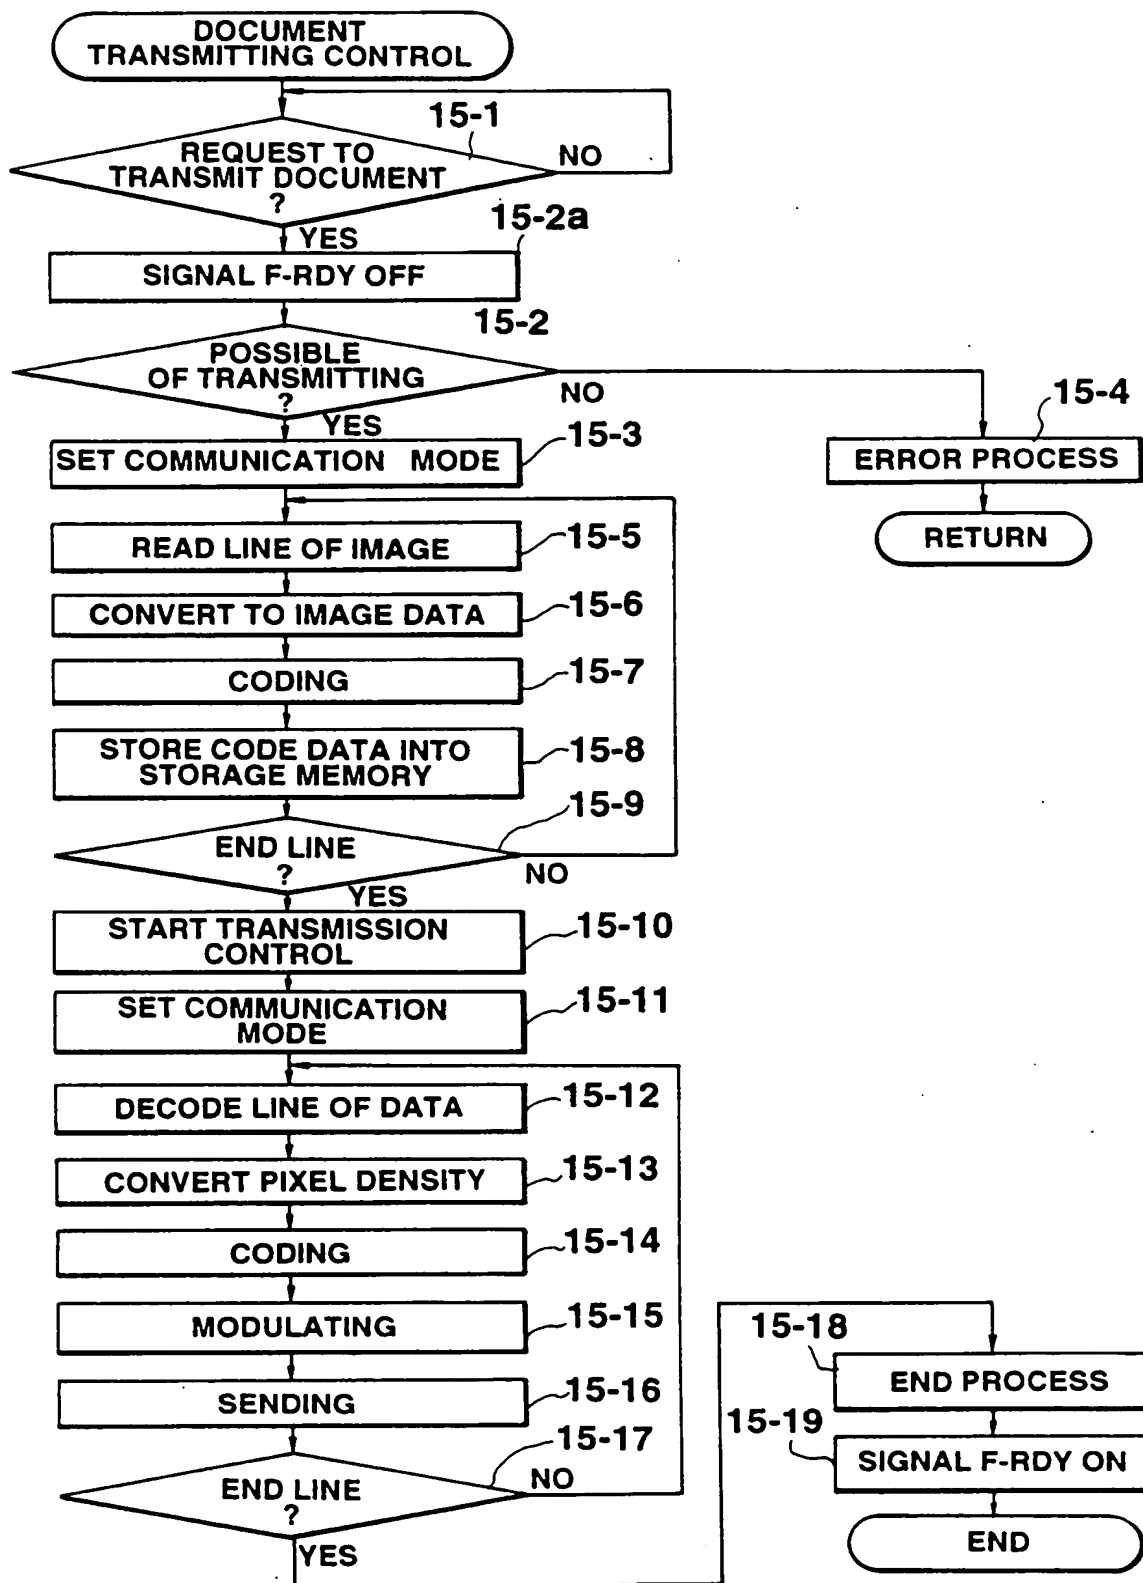 DOCUMENT
TRANSMITTING CONTROL
15-1
REQUEST TO
TRANSMIT DOCUMENT
?
NO
YES
15-2a
SIGNAL F-RDY OFF
15-2
POSSIBLE
OF TRANSMITTING
?
NO
YES
15-3
SET COMMUNICATION MODE
15-4
ERROR PROCESS
RETURN
READ LINE OF IMAGE
15-5
CONVERT TO IMAGE DATA
15-6
CODING
15-7
STORE CODE DATA INTO
STORAGE MEMORY
15-8
15-9
END LINE
?
NO
YES
START TRANSMISSION
CONTROL
15-10
SET COMMUNICATION
MODE
15-11
DECODE LINE OF DATA
15-12
CONVERT PIXEL DENSITY
15-13
CODING
15-14
MODULATING
15-15
SENDING
15-16
15-17
END LINE
?
NO
YES
15-18
END PROCESS
15-19
SIGNAL F-RDY ON
END